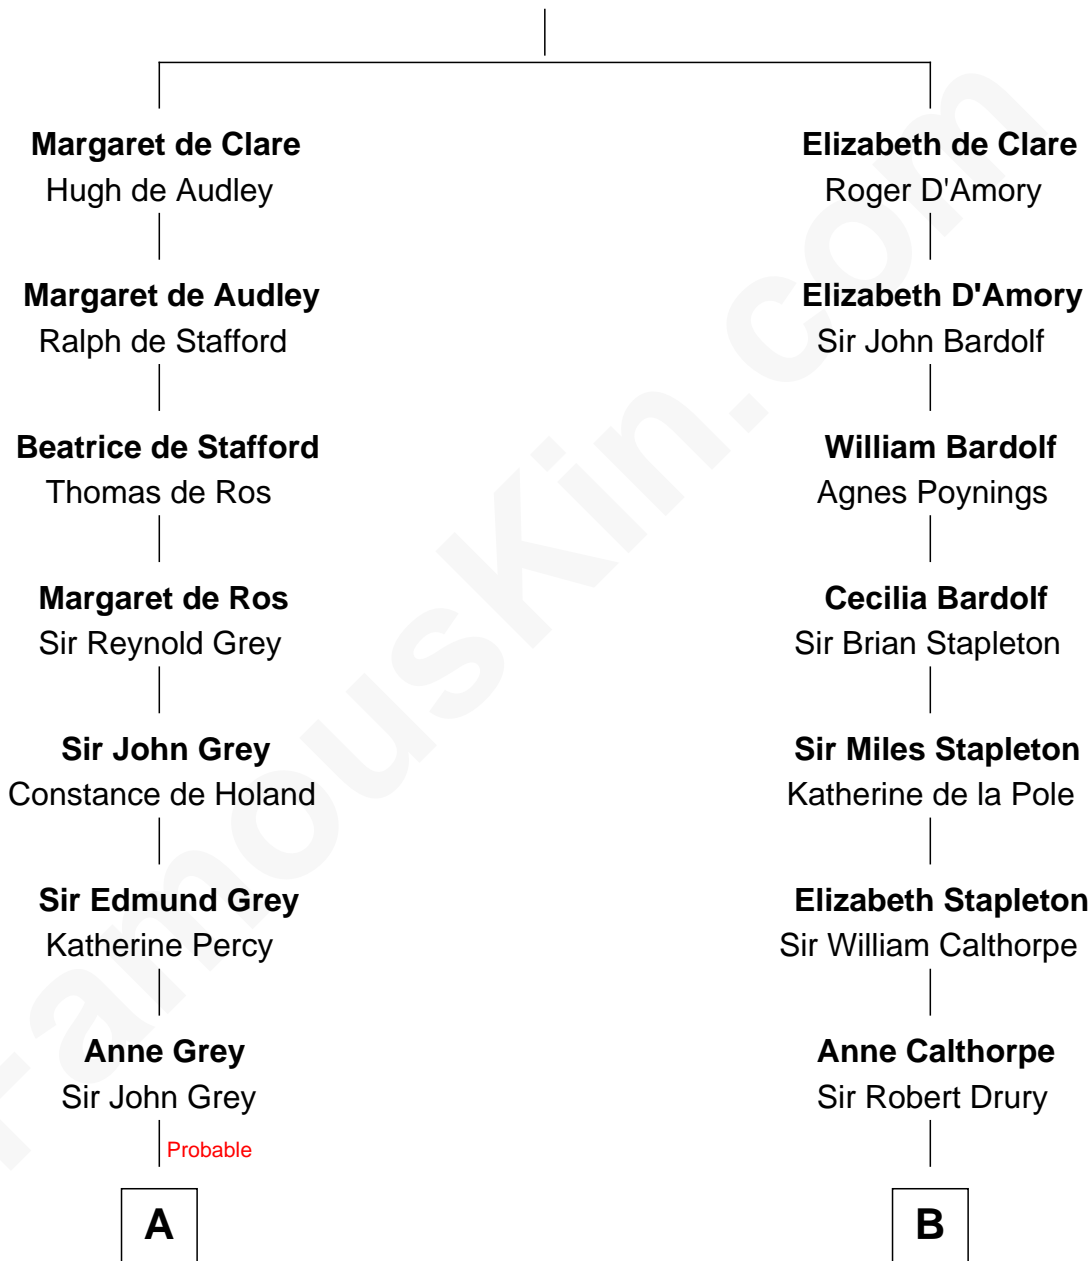 Margaret de Clare
Hugh de Audley
Elizabeth de Clare
Roger D'Amory
Margaret de Audley
Ralph de Stafford
Elizabeth D'Amory
Sir John Bardolf
Beatrice de Stafford
Thomas de Ros
William Bardolf
Agnes Poynings
Margaret de Ros
Sir Reynold Grey
Cecilia Bardolf
Sir Brian Stapleton
Sir John Grey
Constance de Holand
Sir Miles Stapleton
Katherine de la Pole
Sir Edmund Grey
Katherine Percy
Elizabeth Stapleton
Sir William Calthorpe
Anne Grey
Sir John Grey
Anne Calthorpe
Sir Robert Drury
Probable
A
B
FamousKin.com